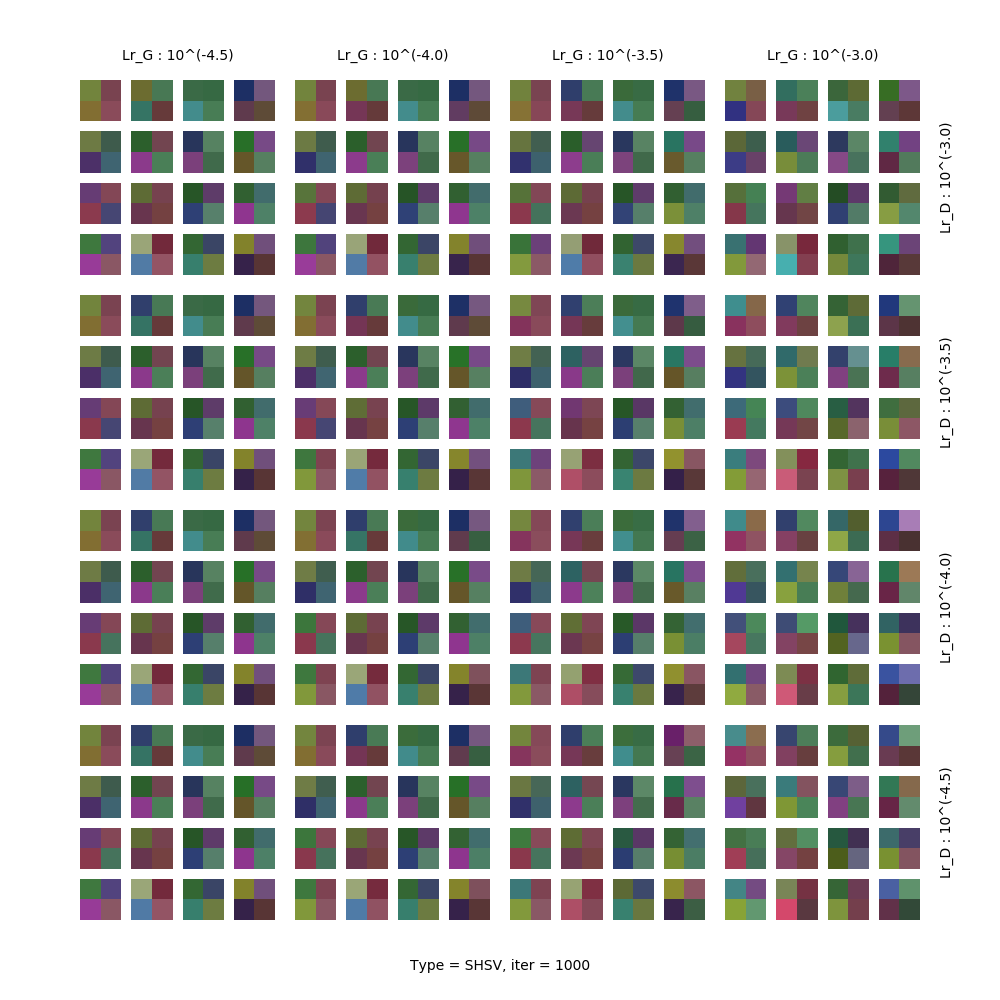 Lr_G : 10^(-4.5)
Lr_G : 10^(-4.0)
Lr_G : 10^(-3.5)
Lr_G : 10^(-3.0)
Lr_D : 10^(-3.0)
Lr_D : 10^(-3.5)
Lr_D : 10^(-4.0)
Lr_D : 10^(-4.5)
Type = SHSV, iter = 1000